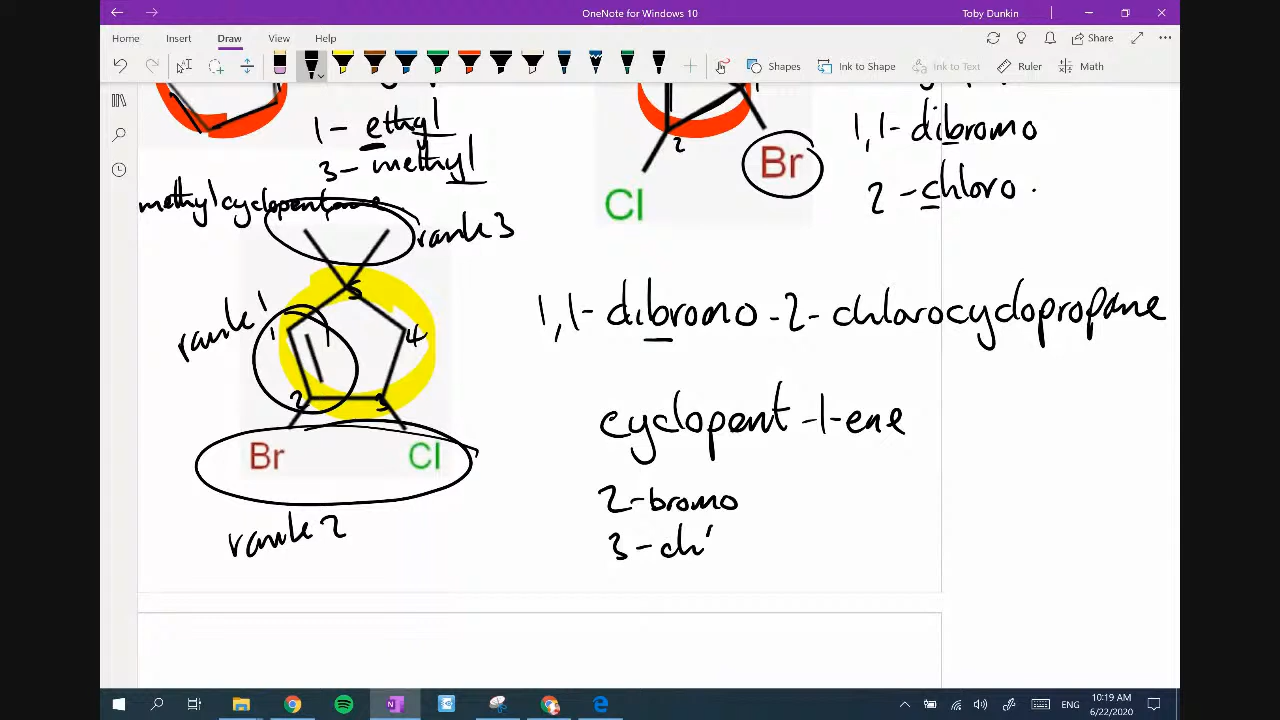 OneNote for Windows 10
Toby Dunkin
Home Insert Draw View Help
Share
Shapes Ink to Shape Ink to Text Ruler Math
1- ethyl
3- methyl
methylcyclopentane
1,1- dibromo
2 - chloro
2
Br
Cl
rank 3
5
rank 1
1
4
2
3
Br
Cl
rank 2
1,1- dibromo - 2- chlorocyclopropane
cyclopent -1-ene
2-bromo
3-chl
ENG
10:19 AM
6/22/2020